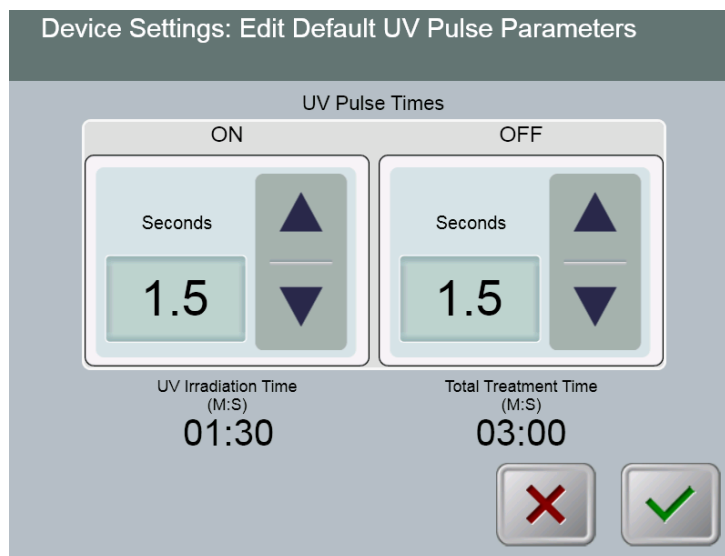 Device Settings: Edit Default UV Pulse Parameters
UV Pulse Times
ON OFF
Seconds Seconds
1.5 1.5
UV Irradiation Time Total Treatment Time
(M:S) (M:S)
01:30 03:00